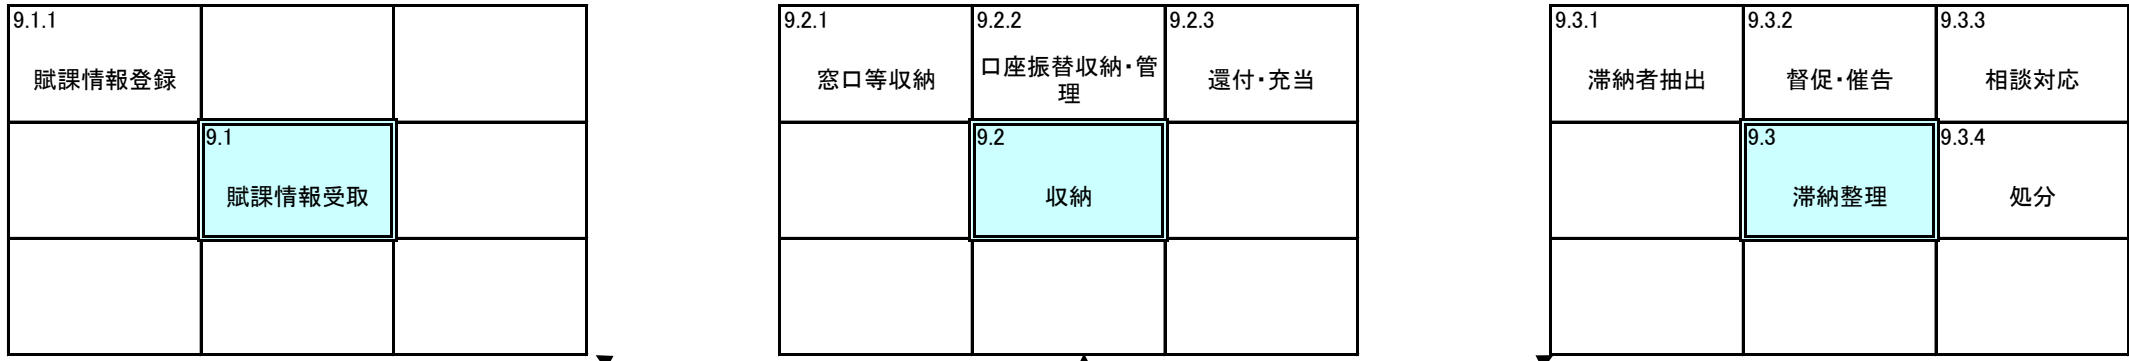 9.1.1
賦課情報登録
9.1
賦課情報受取
9.2.1
窓口等収納
9.2.2
口座振替収納・管
理
9.2.3
還付・充当
9.2
収納
9.3.1
滞納者抽出
9.3.2
督促・催告
9.3.3
相談対応
9.3
滞納整理
9.3.4
処分